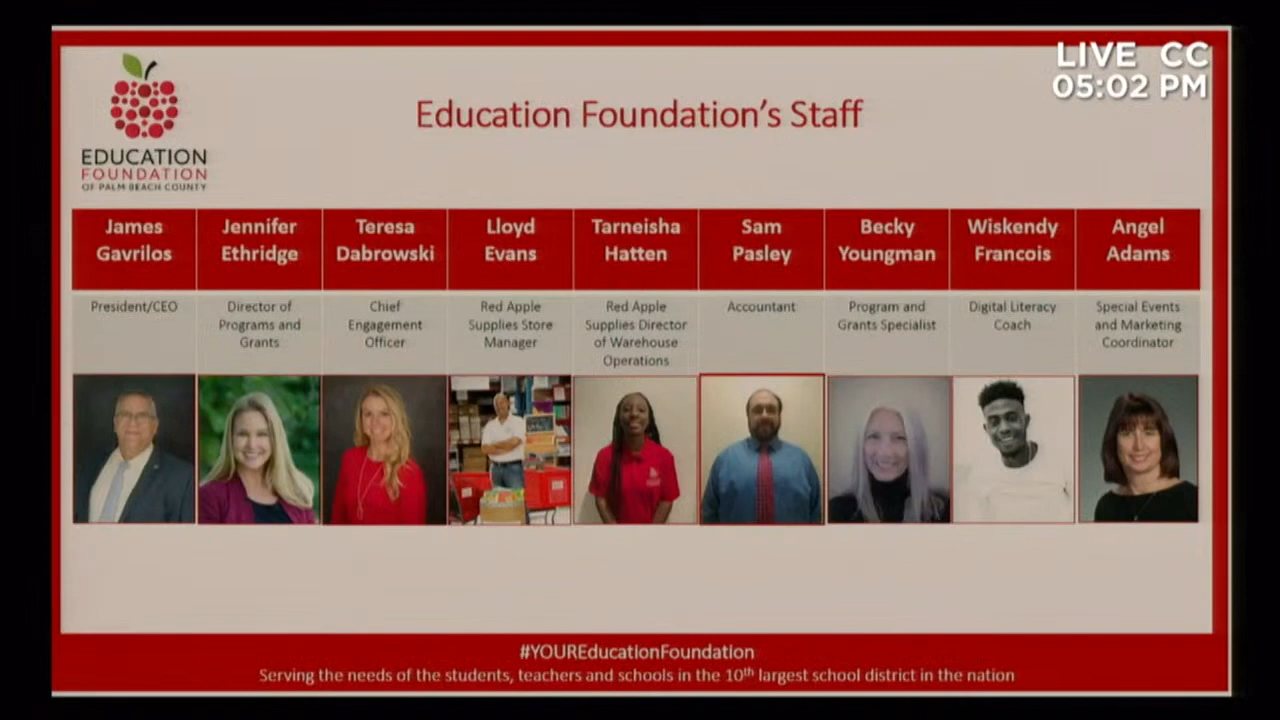 LIVE CC
05:02 PM
EDUCATION
FOUNDATION
OF PALM BEACH COUNTY
Education Foundation's Staff
James
Gavrilos
Jennifer
Ethridge
Teresa
Dabrowski
Lloyd
Evans
Tarneisha
Hatten
Sam
Pasley
Becky
Youngman
Wiskendy
Francois
Angel
Adams
President/CEO
Director of
Programs and
Grants
Chief
Engagement
Officer
Red Apple
Supplies Store
Manager
Red Apple
Supplies Director
of Warehouse
Operations
Accountant
Program and
Grants Specialist
Digital Literacy
Coach
Special Events
and Marketing
Coordinator
#YOUREducationFoundation
Serving the needs of the students, teachers and schools in the 10th largest school district in the nation